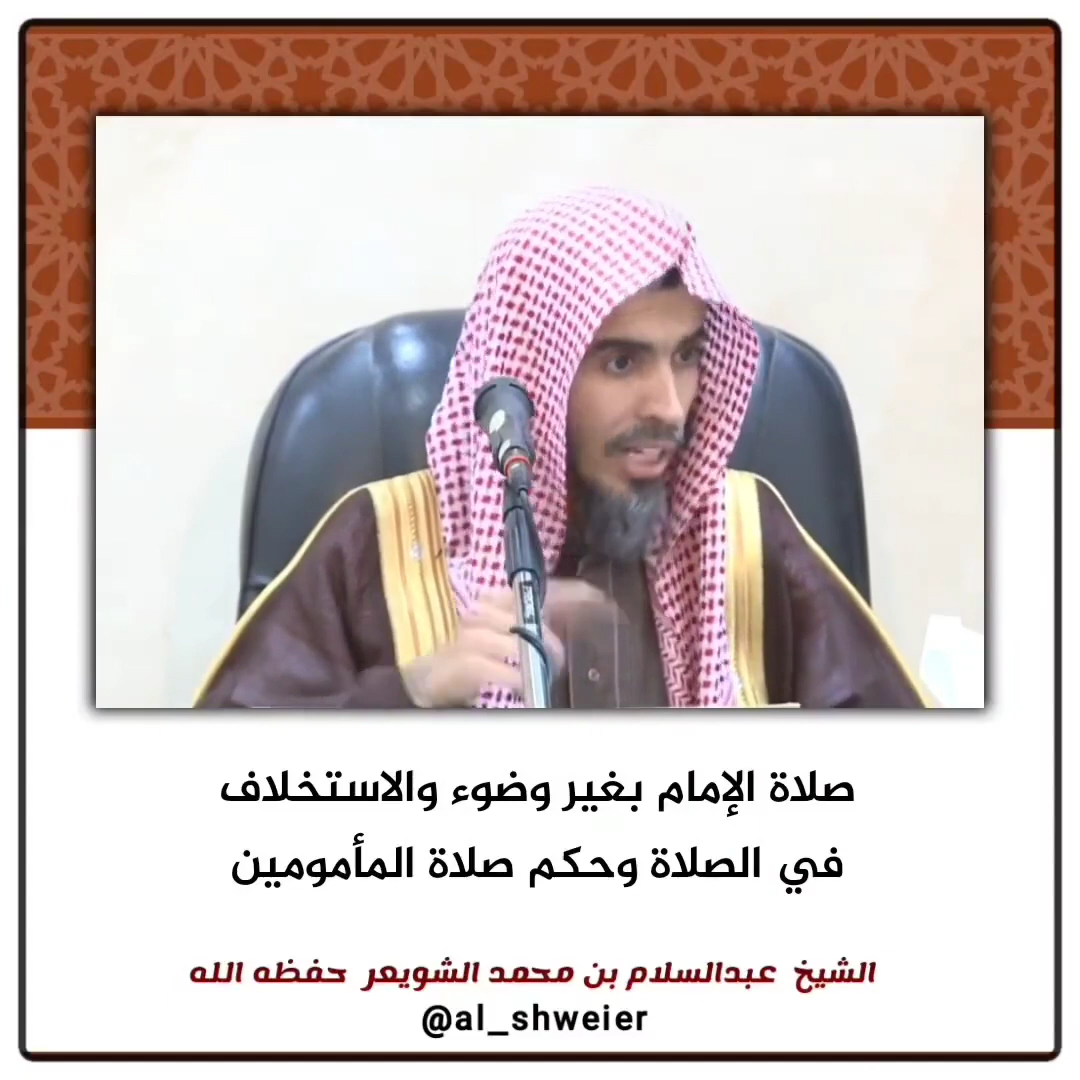 صلاة الإمام بغير وضوء والاستخلاف
في الصلاة وحكم صلاة المأمومين
الشيخ عبدالسلام بن محمد الشويعر حفظه الله
@al_shweier